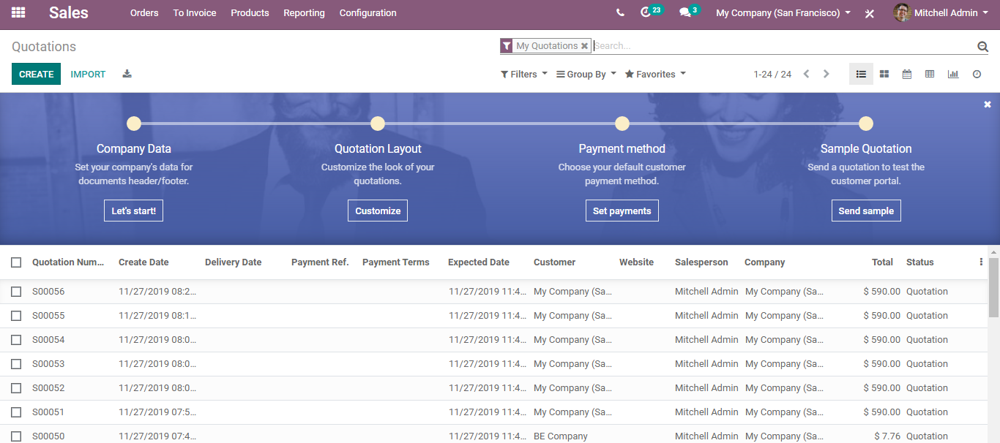 Sales Orders To Invoice Products Reporting Configuration 23 3 My Company (San Francisco) Mitchell Admin
Quotations My Quotations Search...
CREATE IMPORT Filters Group By Favorites 1-24 / 24
Company Data Quotation Layout Payment method Sample Quotation
Set your company's data for Customize the look of your Choose your default customer Send a quotation to test the
documents header/footer. quotations. payment method. customer portal.
Let's start! Customize Set payments Send sample
Quotation Num... Create Date Delivery Date Payment Ref. Payment Terms Expected Date Customer Website Salesperson Company Total Status
S00056 11/27/2019 08:2... 11/27/2019 11:4... My Company (Sa... Mitchell Admin My Company (Sa... $ 590.00 Quotation
S00055 11/27/2019 08:1... 11/27/2019 11:4... My Company (Sa... Mitchell Admin My Company (Sa... $ 590.00 Quotation
S00054 11/27/2019 08:0... 11/27/2019 11:4... My Company (Sa... Mitchell Admin My Company (Sa... $ 590.00 Quotation
S00053 11/27/2019 08:0... 11/27/2019 11:4... My Company (Sa... Mitchell Admin My Company (Sa... $ 590.00 Quotation
S00052 11/27/2019 08:0... 11/27/2019 11:4... My Company (Sa... Mitchell Admin My Company (Sa... $ 590.00 Quotation
S00051 11/27/2019 07:5... 11/27/2019 11:4... My Company (Sa... Mitchell Admin My Company (Sa... $ 590.00 Quotation
S00050 11/27/2019 07:4... 11/27/2019 11:4... BE Company Mitchell Admin My Company (Sa... $ 7.76 Quotation